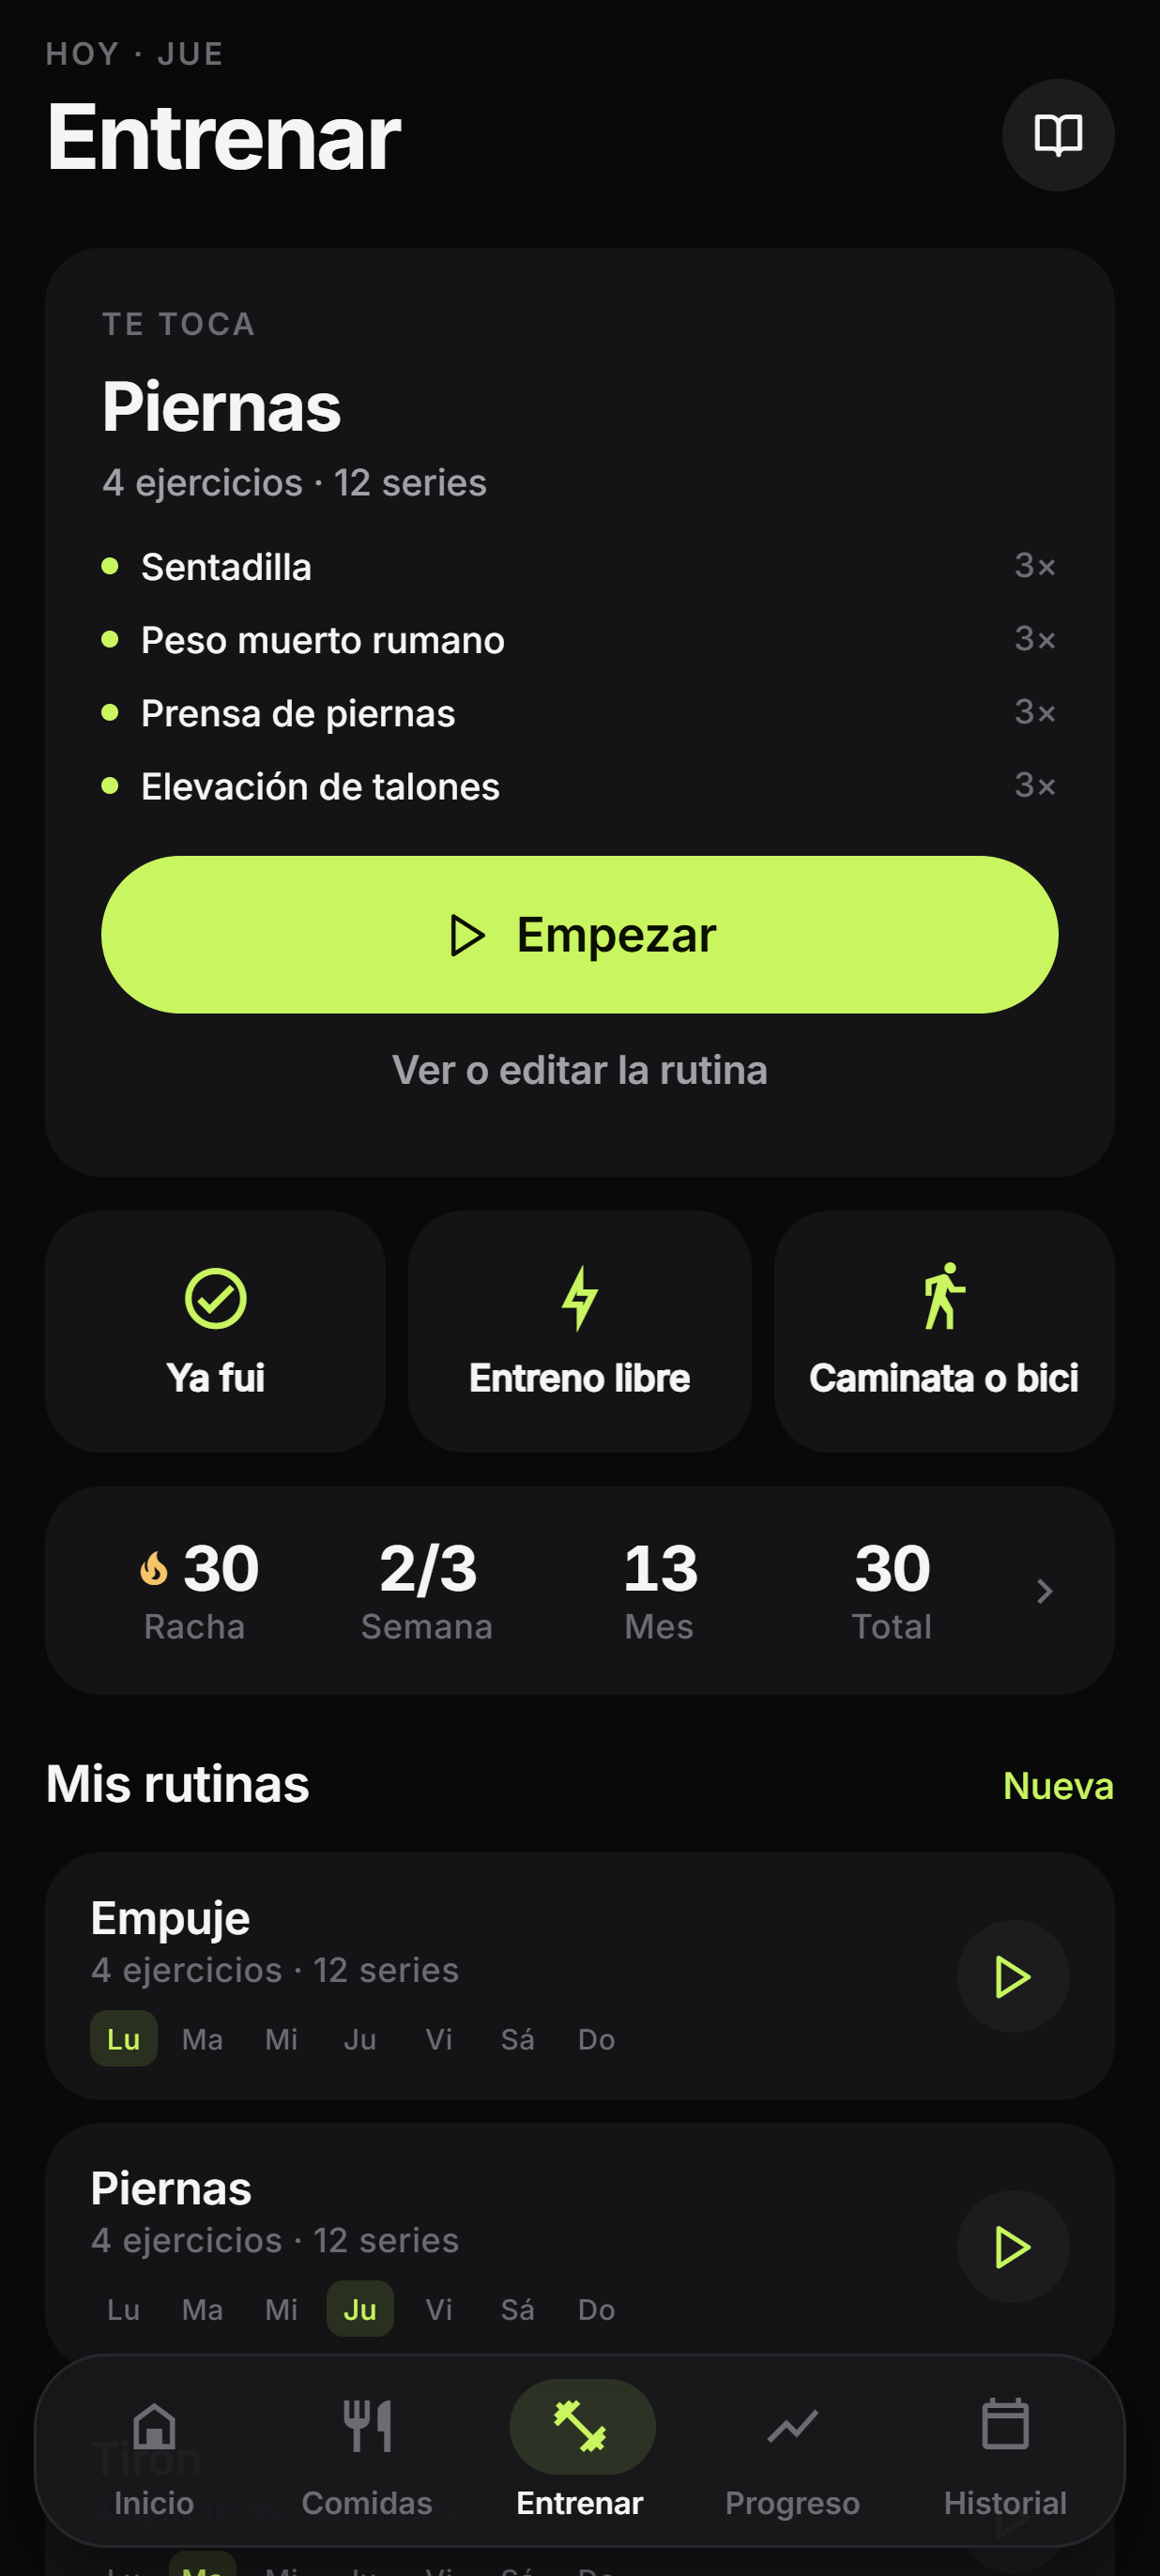 HOY · JUE
Entrenar
TE TOCA
Piernas
4 ejercicios · 12 series
Sentadilla 3×
Peso muerto rumano 3×
Prensa de piernas 3×
Elevación de talones 3×
Empezar
Ver o editar la rutina
Ya fui Entreno libre Caminata o bici
30 2/3 13 30
Racha Semana Mes Total
Mis rutinas Nueva
Empuje
4 ejercicios · 12 series
Lu Ma Mi Ju Vi Sá Do
Piernas
4 ejercicios · 12 series
Lu Ma Mi Ju Vi Sá Do
Tirón
Inicio Comidas Entrenar Progreso Historial